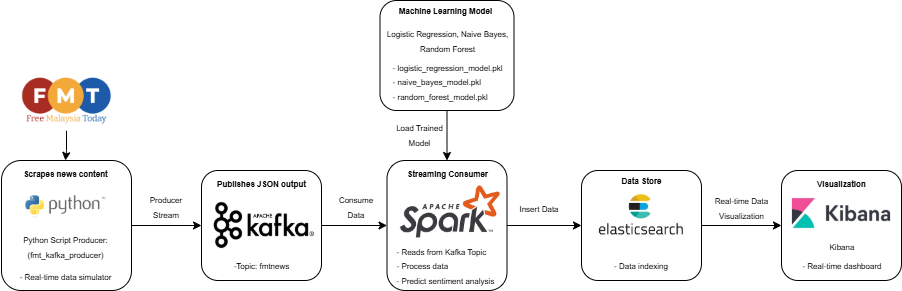 Machine Learning Model
Logistic Regression, Naive Bayes,
Random Forest
- logistic_regression_model.pkl
- naive_bayes_model.pkl
- random_forest_model.pkl
FMT
Free Malaysia Today
Load Trained
Model
Scrapes news content
python™
Python Script Producer:
(fmt_kafka_producer)
- Real-time data simulator
Producer
Stream
Publishes JSON output
APACHE
kafka®
-Topic: fmtnews
Consume
Data
Streaming Consumer
APACHE
Spark™
- Reads from Kafka Topic
- Process data
- Predict sentiment analysis
Insert Data
Data Store
elasticsearch
- Data indexing
Real-time Data
Visualization
Visualization
Kibana
Kibana
- Real-time dashboard